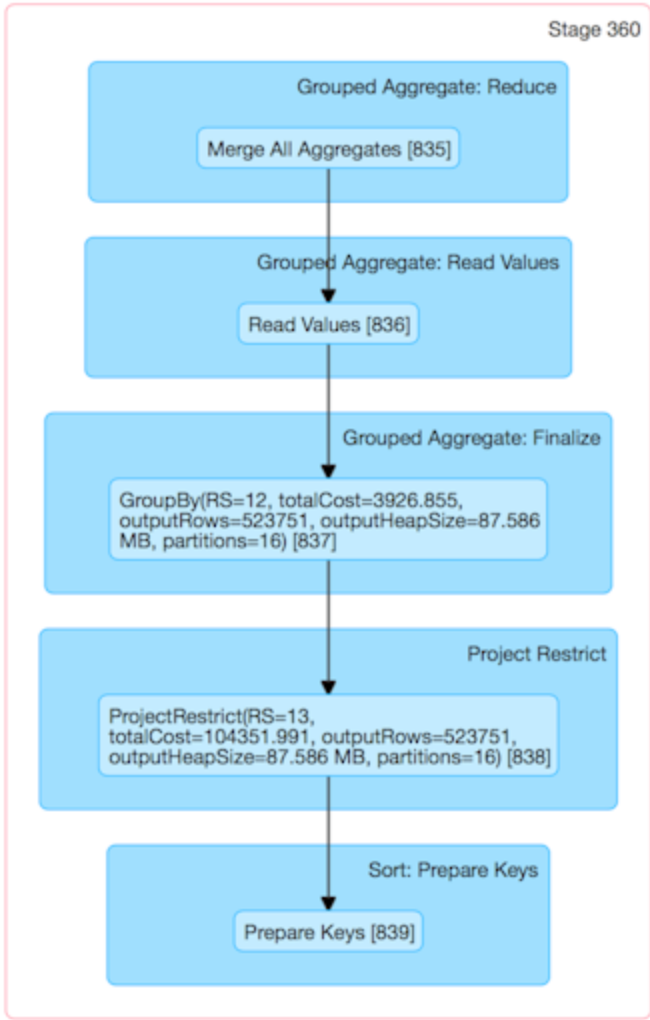 Stage 360
Grouped Aggregate: Reduce
Merge All Aggregates [835]
Grouped Aggregate: Read Values
Read Values [836]
Grouped Aggregate: Finalize
GroupBy(RS=12, totalCost=3926.855,
outputRows=523751, outputHeapSize=87.586
MB, partitions=16) [837]
Project Restrict
ProjectRestrict(RS=13,
totalCost=104351.991, outputRows=523751,
outputHeapSize=87.586 MB, partitions=16) [838]
Sort: Prepare Keys
Prepare Keys [839]